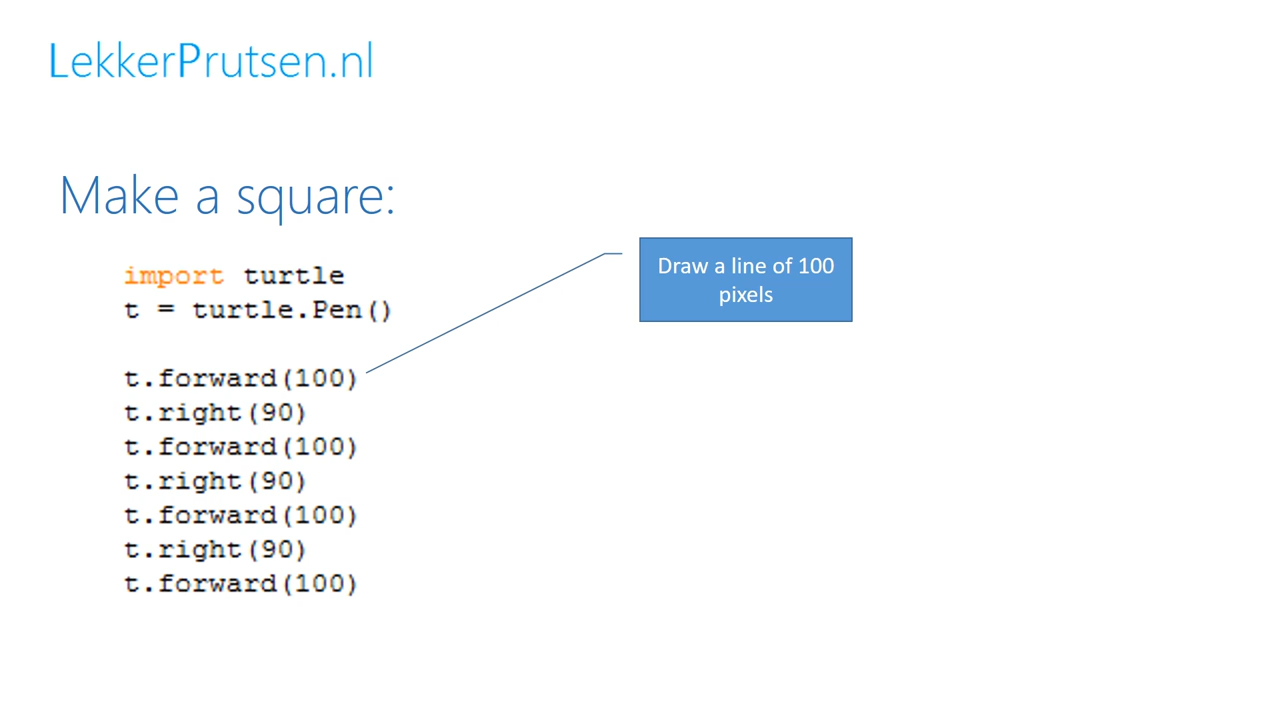 LekkerPrutsen.nl
Make a square:
import turtle
t = turtle.Pen()
t.forward(100)
t.right(90)
t.forward(100)
t.right(90)
t.forward(100)
t.right(90)
t.forward(100)
Draw a line of 100
pixels